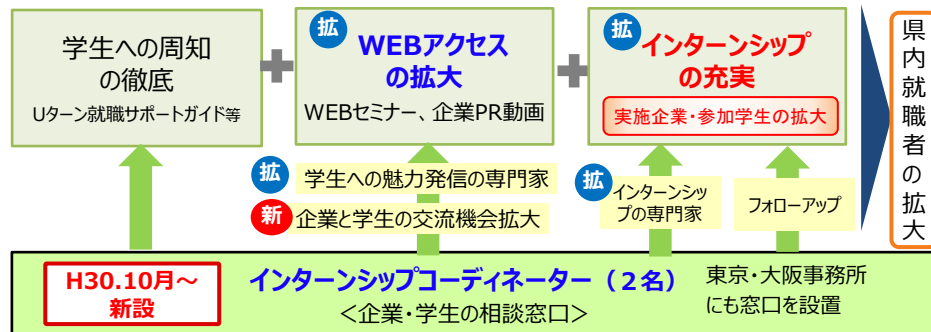 学生への周知
の徹底
Uターン就職サポートガイド等
拡
WEBアクセス
の拡大
WEBセミナー、企業PR動画
拡
インターンシップ
の充実
実施企業・参加学生の拡大
県内就職者の拡大
拡
学生への魅力発信の専門家
新
企業と学生の交流機会拡大
拡
インターンシッ
プの専門家
フォローアップ
H30.10月～
新設
インターンシップコーディネーター（２名）
＜企業・学生の相談窓口＞
東京・大阪事務所
にも窓口を設置